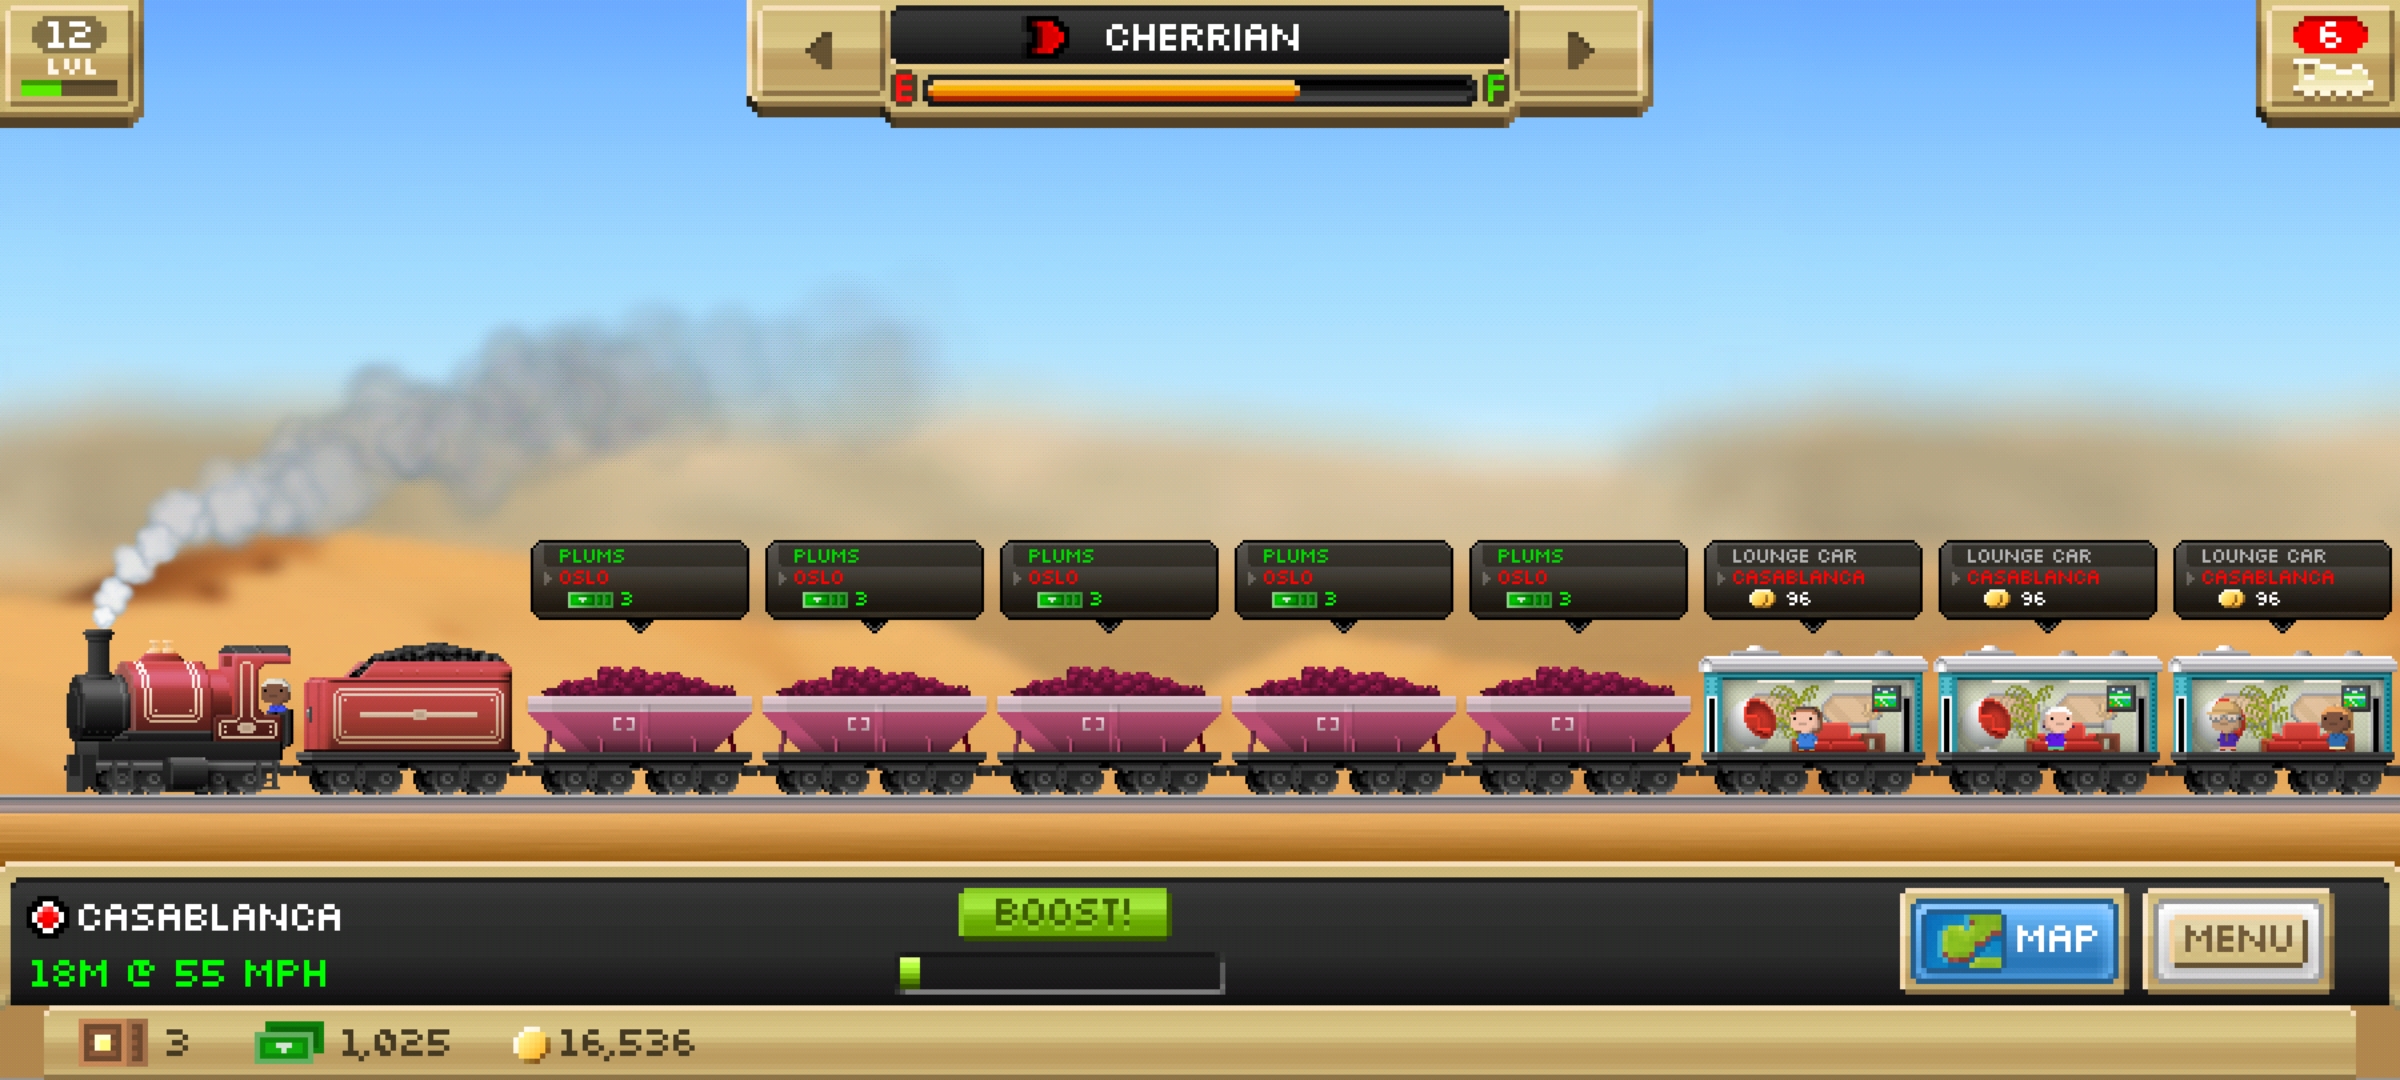 12
LVL
CHERRIAN
E
F
6
PLUMS
OSLO
3
PLUMS
OSLO
3
PLUMS
OSLO
3
PLUMS
OSLO
3
PLUMS
OSLO
3
LOUNGE CAR
CASABLANCA
96
LOUNGE CAR
CASABLANCA
96
LOUNGE CAR
CASABLANCA
96
CASABLANCA
18M @ 55 MPH
BOOST!
MAP
MENU
3
1,025
16,536